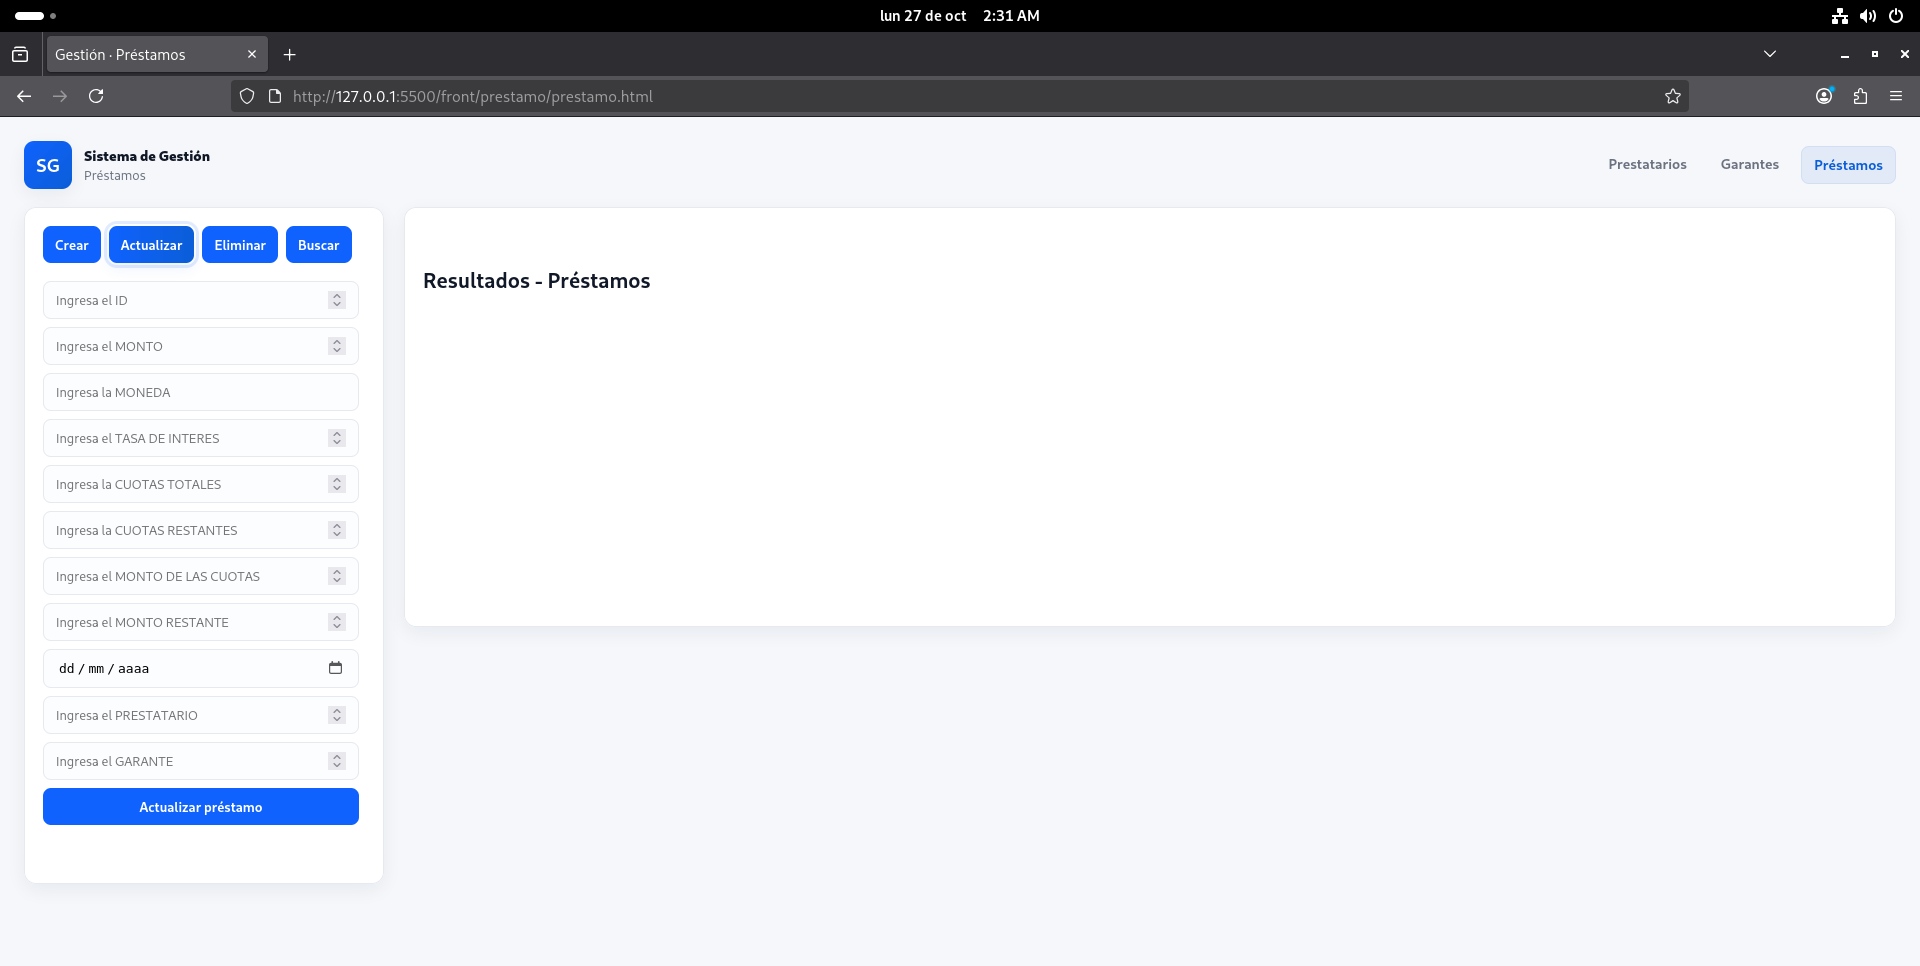 lun 27 de oct 2:31 AM
Gestión · Préstamos
http://127.0.0.1:5500/front/prestamo/prestamo.html
SG
Sistema de Gestión
Préstamos
Prestatarios Garantes Préstamos
Crear Actualizar Eliminar Buscar
Ingresa el ID
Ingresa el MONTO
Ingresa la MONEDA
Ingresa el TASA DE INTERES
Ingresa la CUOTAS TOTALES
Ingresa la CUOTAS RESTANTES
Ingresa el MONTO DE LAS CUOTAS
Ingresa el MONTO RESTANTE
dd / mm / aaaa
Ingresa el PRESTATARIO
Ingresa el GARANTE
Actualizar préstamo
Resultados - Préstamos